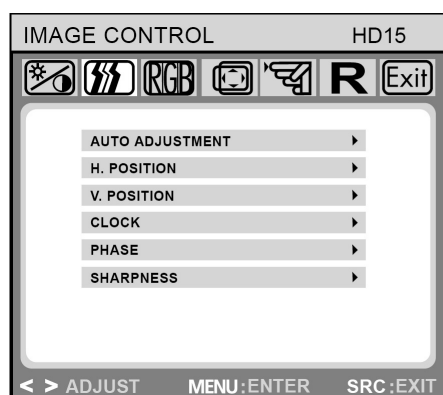 IMAGE CONTROL HD15
RGB R Exit
AUTO ADJUSTMENT
H. POSITION
V. POSITION
CLOCK
PHASE
SHARPNESS
< > ADJUST MENU:ENTER SRC:EXIT